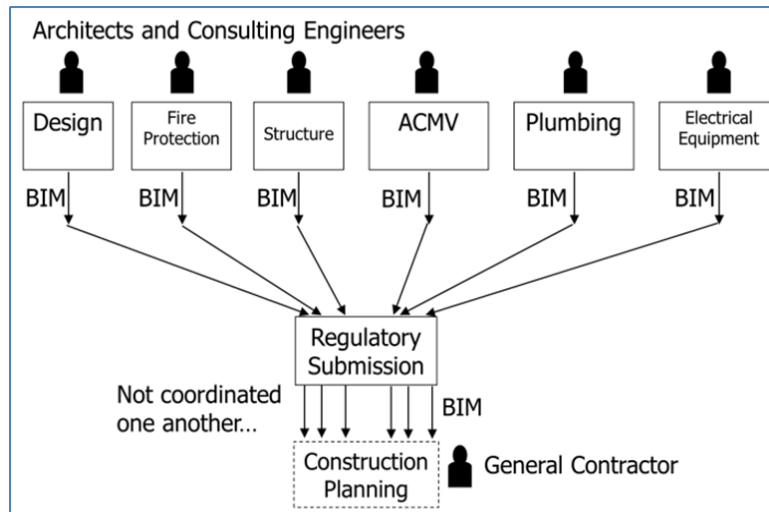 Architects and Consulting Engineers
Design
Fire
Protection
Structure
ACMV
Plumbing
Electrical
Equipment
BIM
BIM
BIM
BIM
BIM
BIM
Regulatory
Submission
Not coordinated
one another…
BIM
Construction
Planning
General Contractor